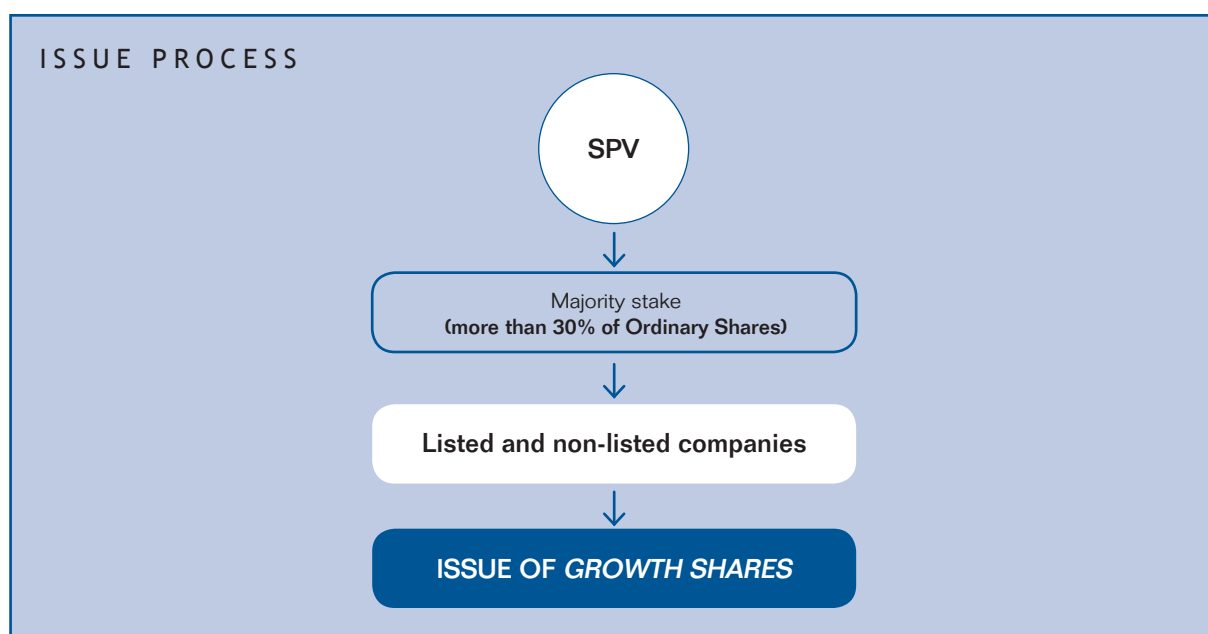 ISSUE PROCESS
SPV
Majority stake
(more than 30% of Ordinary Shares)
Listed and non-listed companies
ISSUE OF GROWTH SHARES